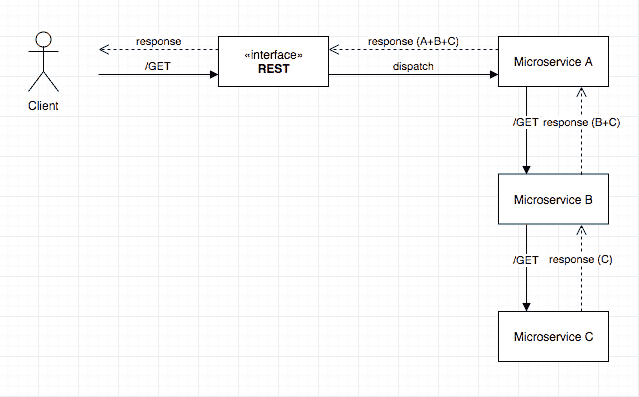 response
response (A+B+C)
«interface»
REST
Microservice A
/GET
dispatch
Client
/GET
response (B+C)
Microservice B
/GET
response (C)
Microservice C